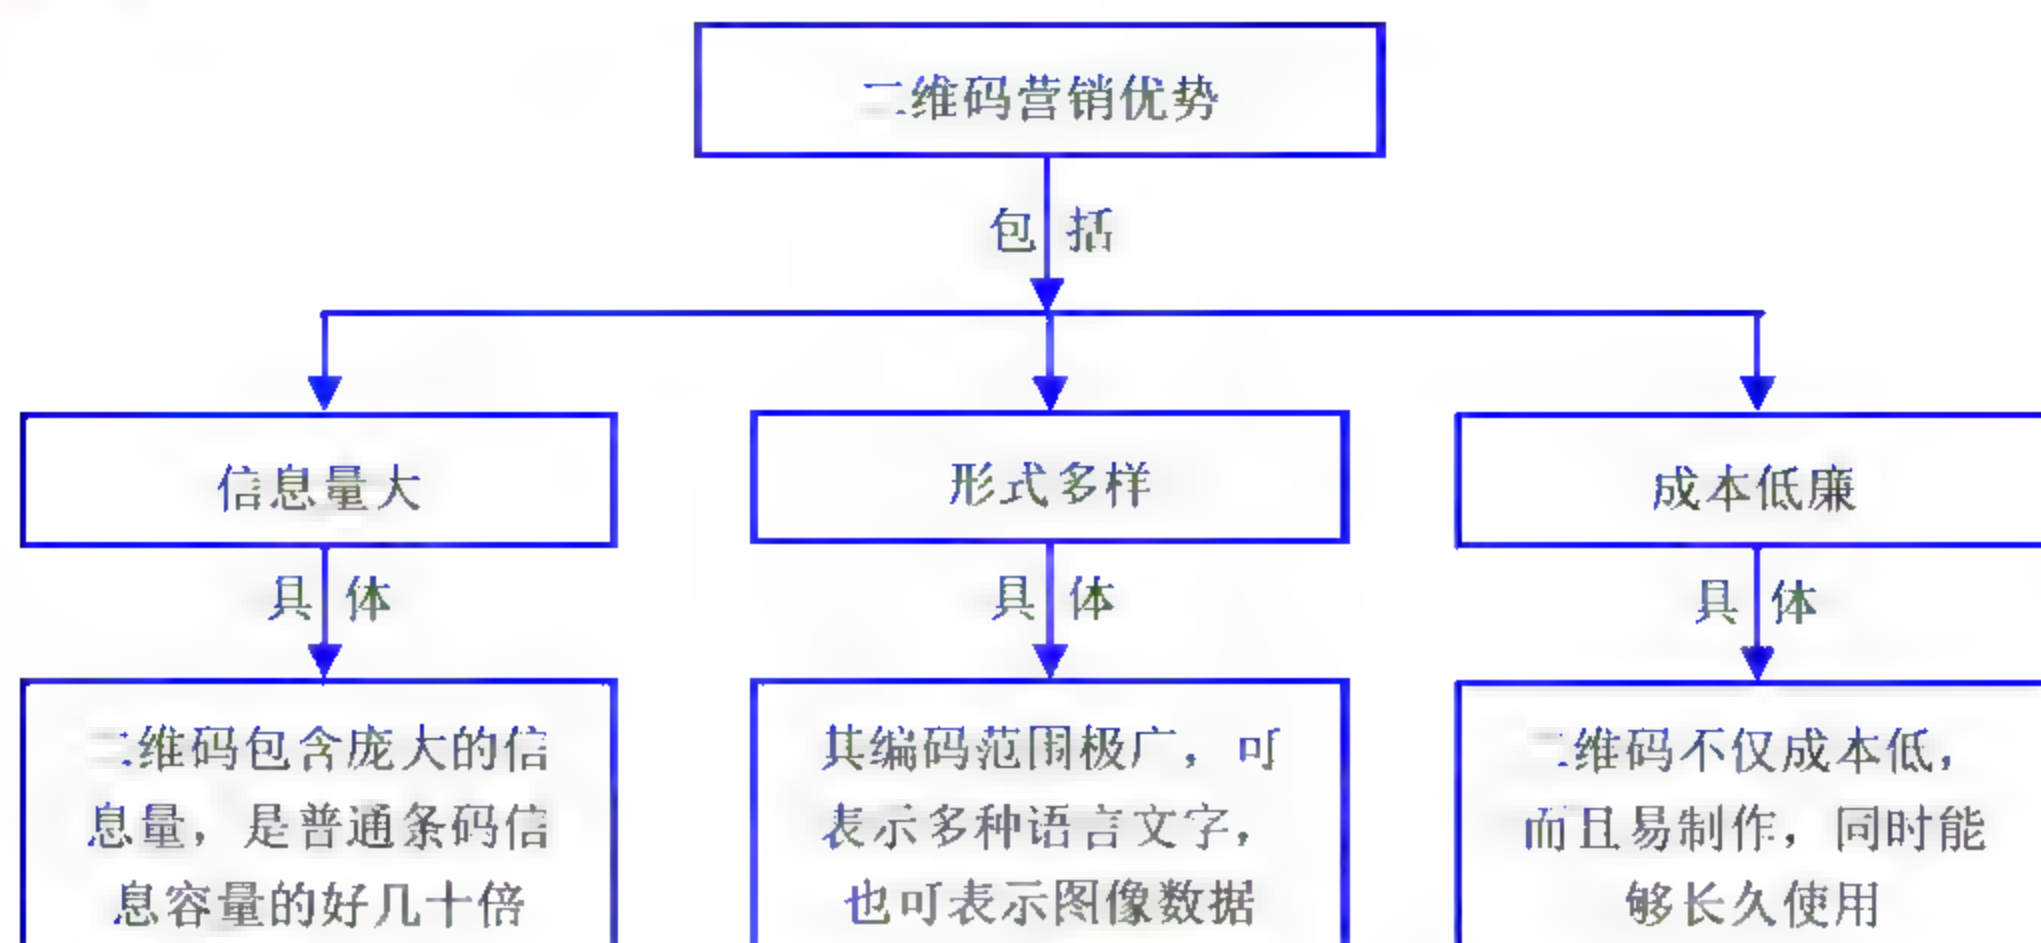 二维码营销优势
包括
信息量大
形式多样
成本低廉
具体
具体
具体
二维码包含庞大的信
息量，是普通条码信
息容量的好几十倍
其编码范围极广，可
表示多种语言文字，
也可表示图像数据
二维码不仅成本低，
而且易制作，同时能
够长久使用